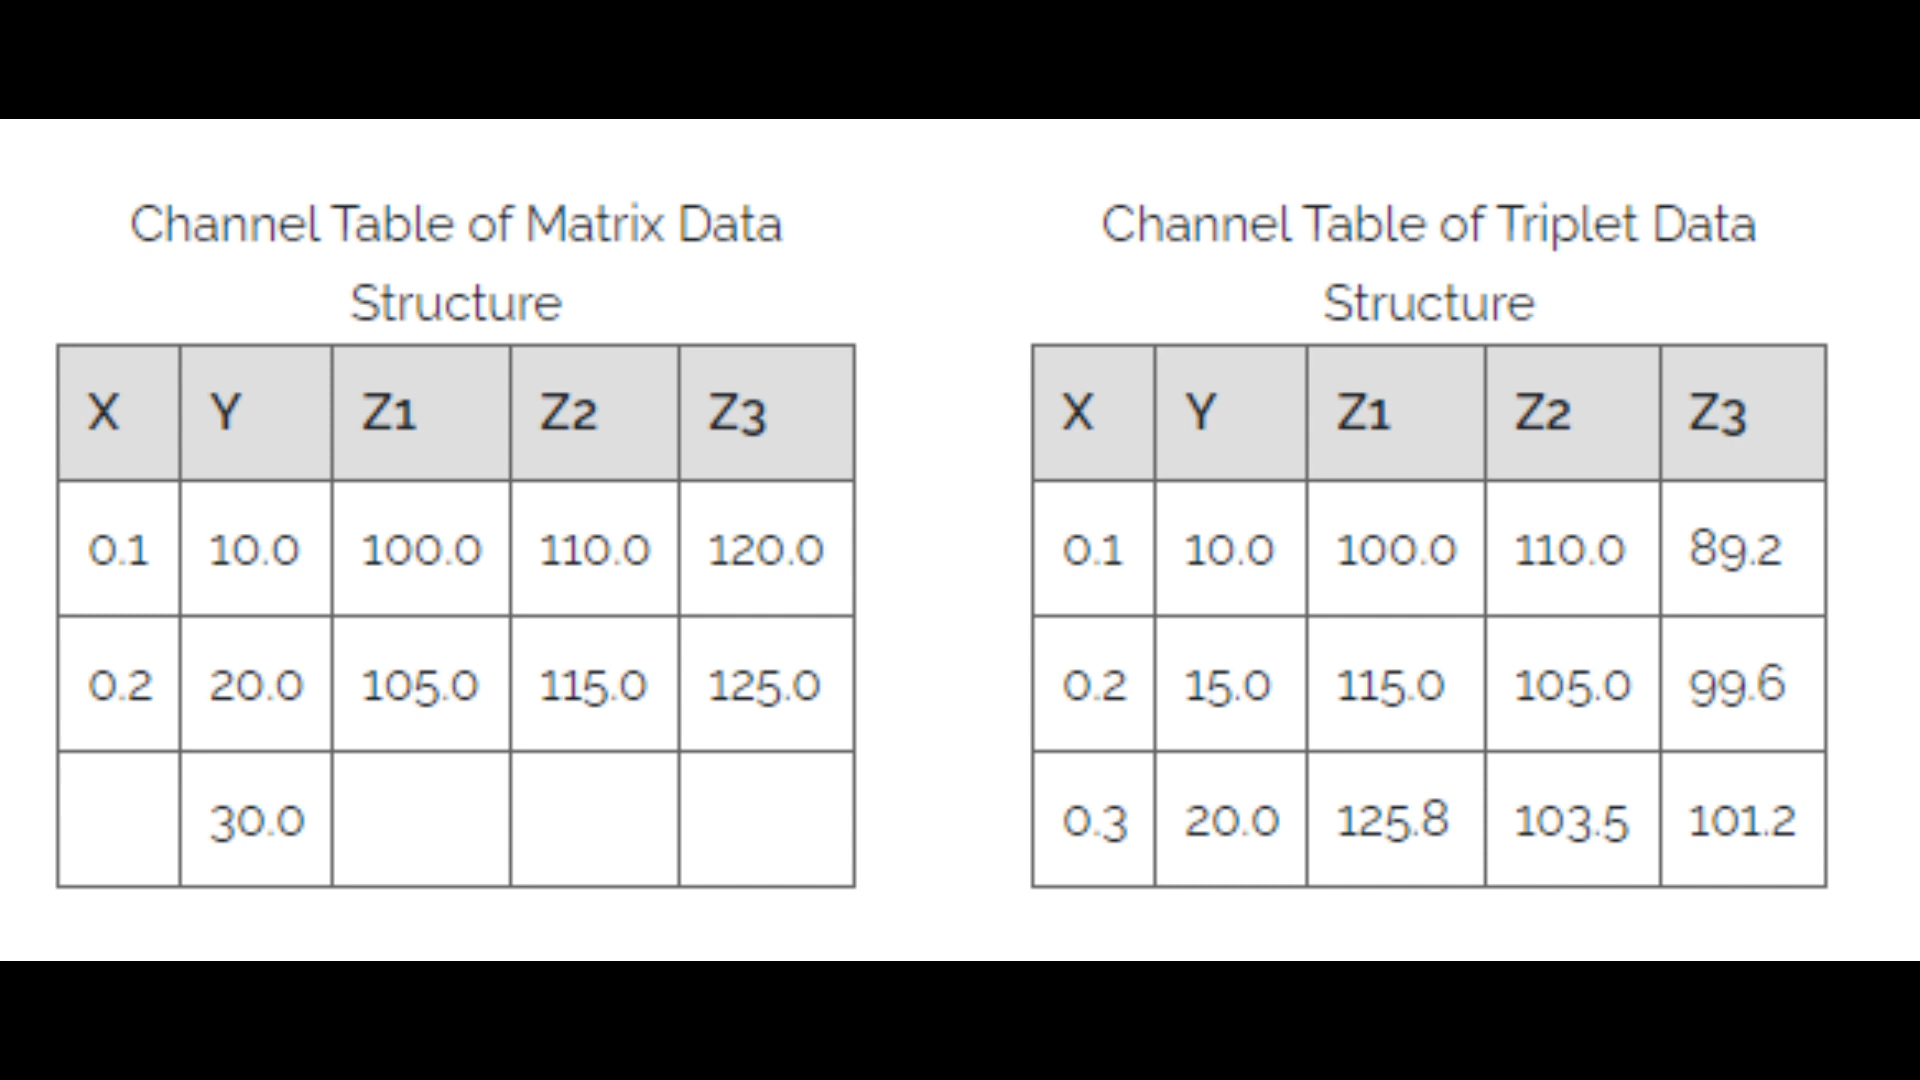 Channel Table of Matrix Data
Structure
X Y Z1 Z2 Z3
0.1 10.0 100.0 110.0 120.0
0.2 20.0 105.0 115.0 125.0
30.0
Channel Table of Triplet Data
Structure
X Y Z1 Z2 Z3
0.1 10.0 100.0 110.0 89.2
0.2 15.0 115.0 105.0 99.6
0.3 20.0 125.8 103.5 101.2